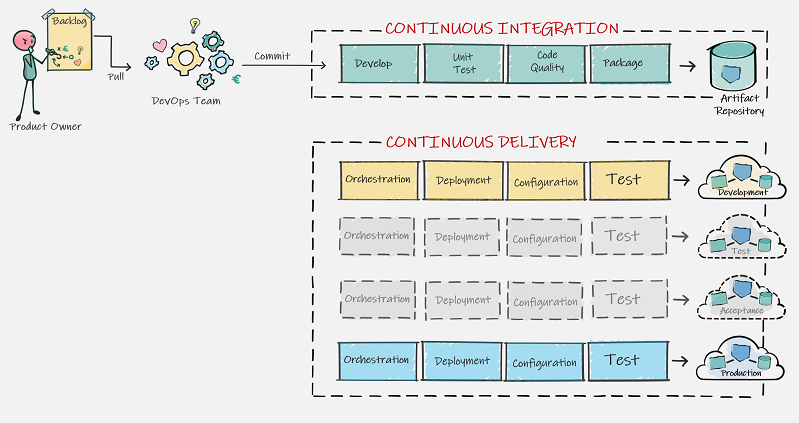 Backlog
Product Owner
Pull
DevOps Team
Commit
CONTINUOUS INTEGRATION
Develop
Unit
Test
Code
Quality
Package
Artifact
Repository
CONTINUOUS DELIVERY
Orchestration
Deployment
Configuration
Test
Development
Orchestration
Deployment
Configuration
Test
Test
Orchestration
Deployment
Configuration
Test
Acceptance
Orchestration
Deployment
Configuration
Test
Production